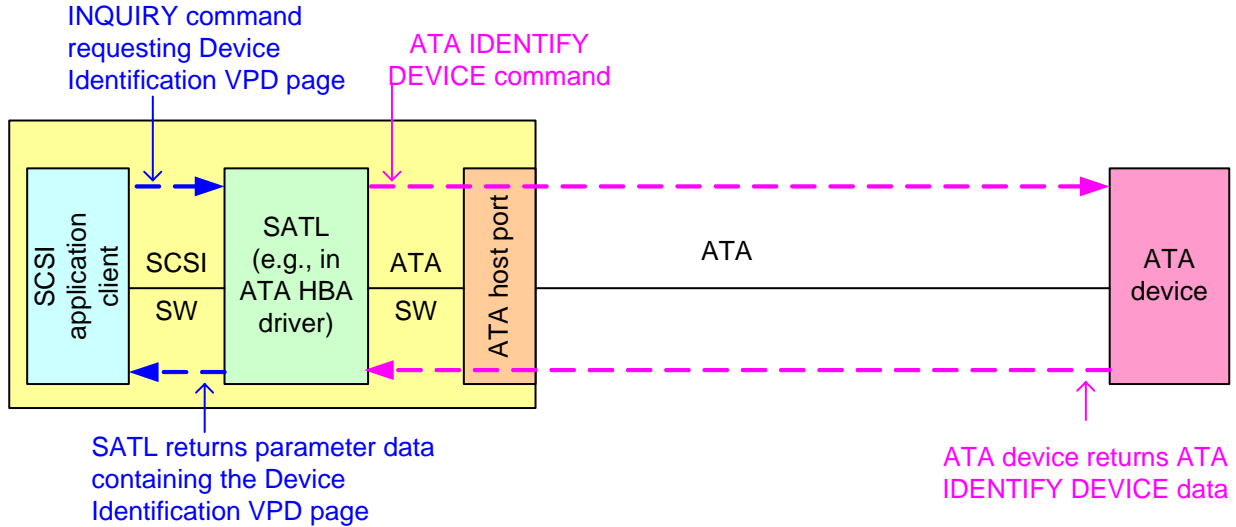 INQUIRY command
requesting Device
Identification VPD page
ATA IDENTIFY
DEVICE command
SCSI
application
client
SCSI
SW
SATL
(e.g., in
ATA HBA
driver)
ATA
SW
ATA host port
ATA
ATA
device
SATL returns parameter data
containing the Device
Identification VPD page
ATA device returns ATA
IDENTIFY DEVICE data